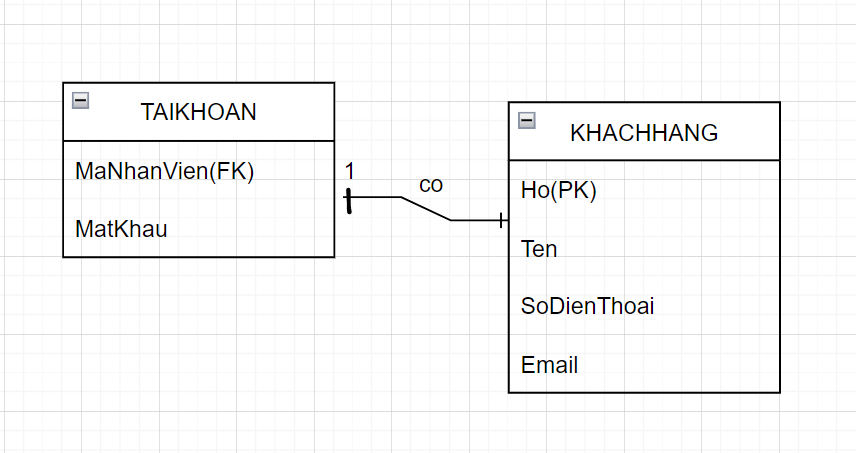 TAIKHOAN
MaNhanVien(FK)
MatKhau
1
co
KHACHHANG
Ho(PK)
Ten
SoDienThoai
Email